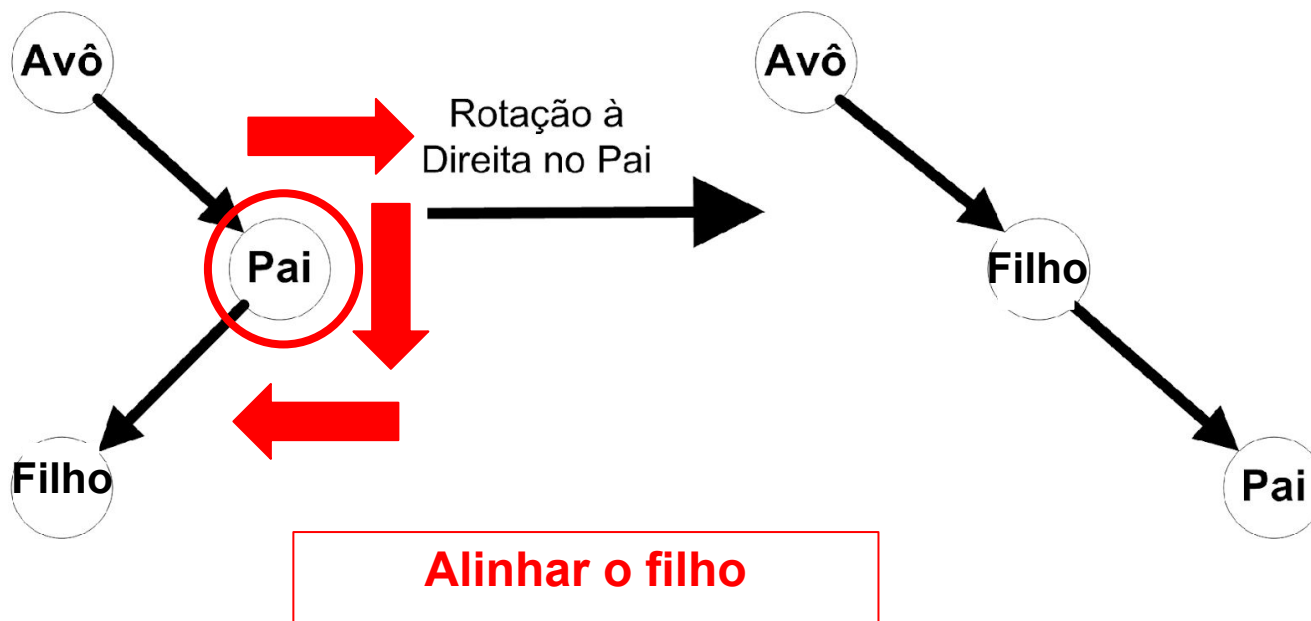 Avô
Avô
Rotação à
Direita no Pai
Pai
Filho
Filho
Pai
Alinhar o filho